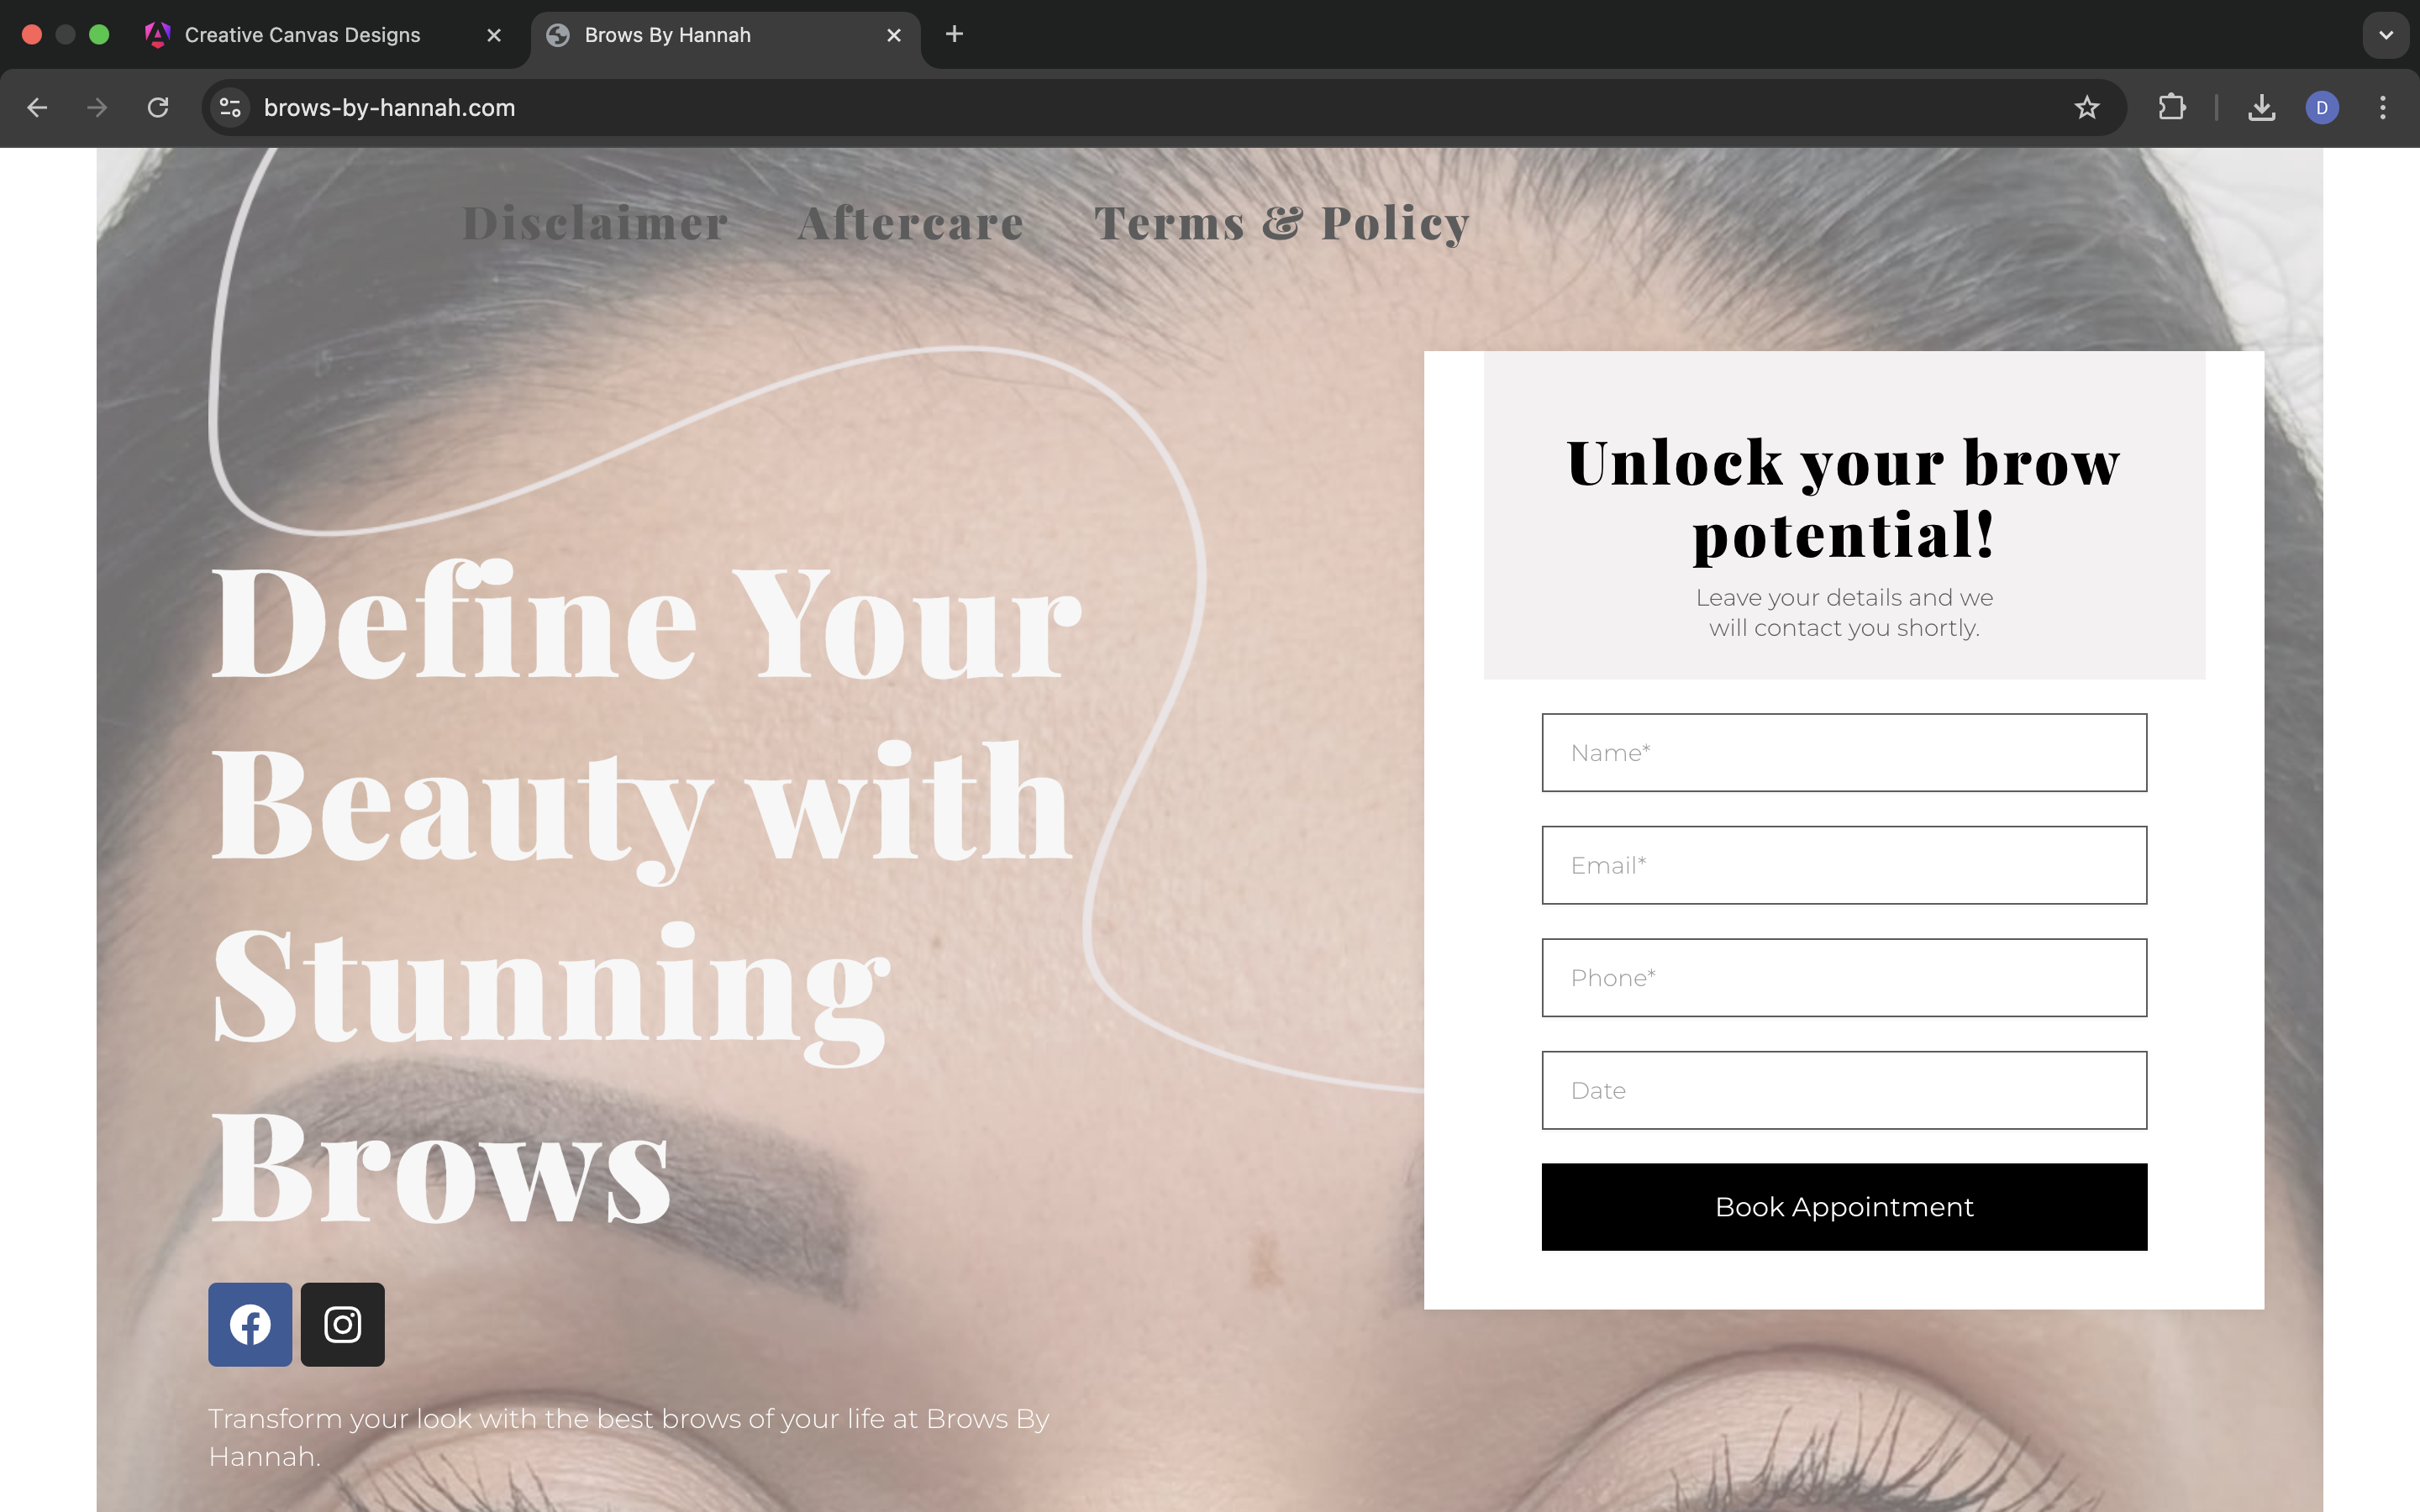 Creative Canvas Designs
Brows By Hannah
brows-by-hannah.com
D
Disclaimer Aftercare Terms & Policy
Define Your
Beauty with
Stunning
Brows
Transform your look with the best brows of your life at Brows By
Hannah.
Unlock your brow
potential!
Leave your details and we
will contact you shortly.
Name*
Email*
Phone*
Date
Book Appointment